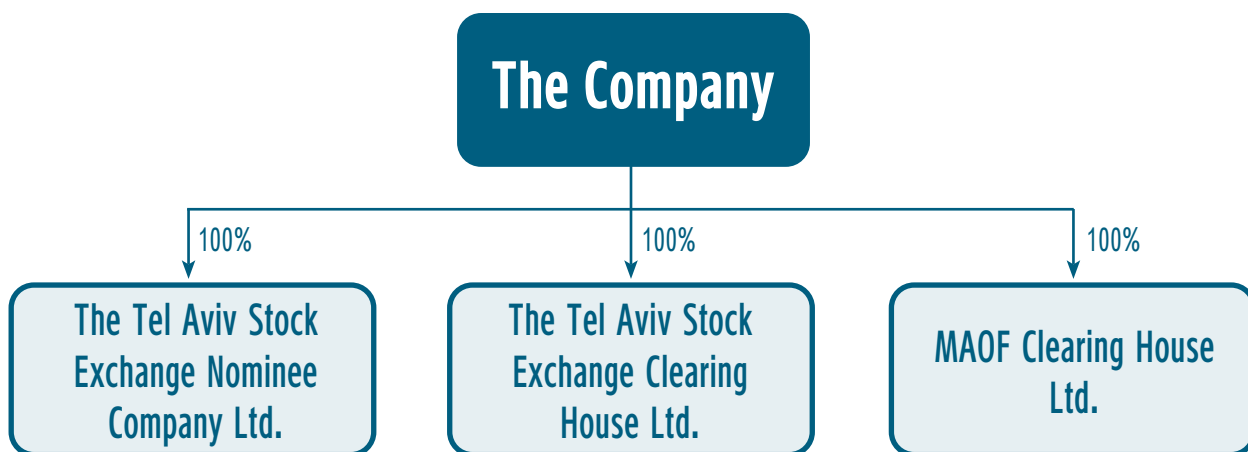 The Company
100%
100%
100%
The Tel Aviv Stock
Exchange Nominee
Company Ltd.
The Tel Aviv Stock
Exchange Clearing
House Ltd.
MAOF Clearing House
Ltd.